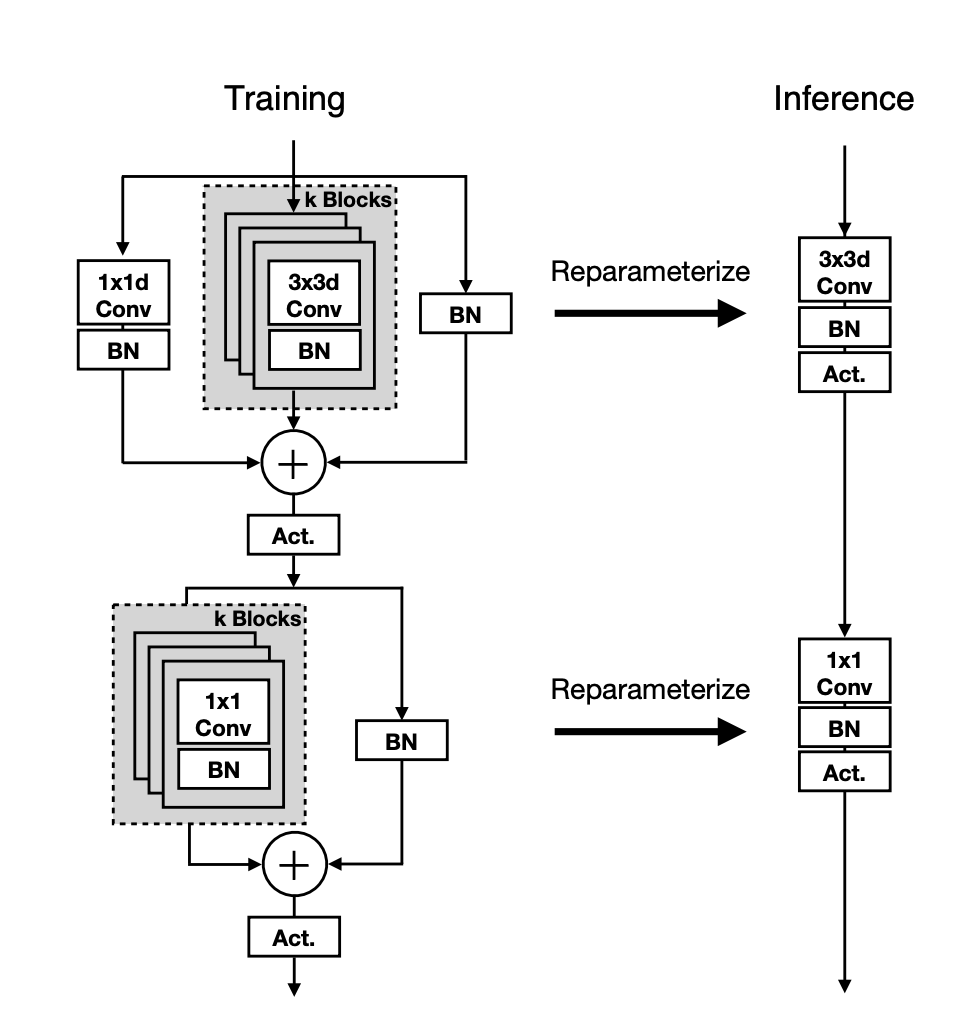 Training
Inference
k Blocks
1x1d
Conv
BN
3x3d
Conv
BN
BN
Reparameterize
3x3d
Conv
BN
Act.
+
Act.
k Blocks
1x1
Conv
BN
BN
Reparameterize
1x1
Conv
BN
Act.
+
Act.